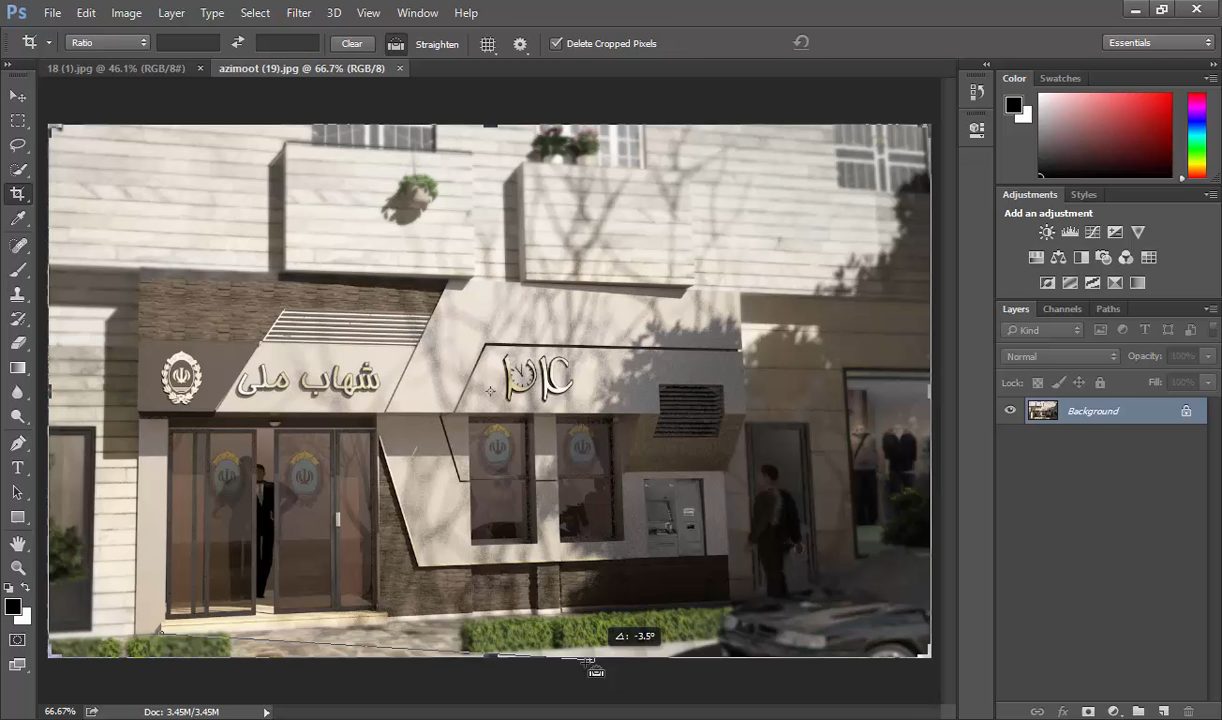 Ps File Edit Image Layer Type Select Filter 3D View Window Help
Ratio Clear Straighten Delete Cropped Pixels Essentials
18 (1).jpg @ 46.1% (RGB/8#) × azimoot (19).jpg @ 66.7% (RGB/8) ×
Color Swatches
Adjustments Styles
Add an adjustment
Layers Channels Paths
Kind
Normal Opacity: 100%
Lock: Fill: 100%
Background
شهاب ملی
∆: -3.5°
66.67% Doc: 3.45M/3.45M